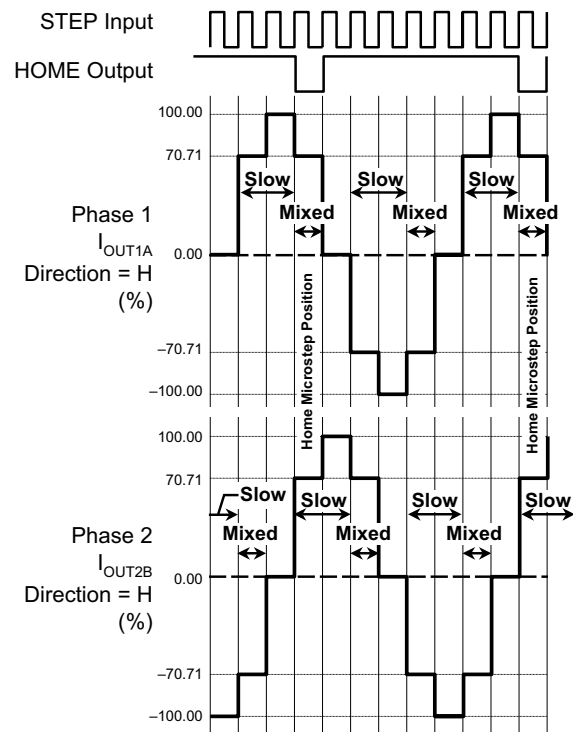 STEP Input
HOME Output
100.00
70.71
Slow
Slow
Slow
Mixed
Mixed
Mixed
Phase 1
I_OUT1A
Direction = H
(%)
0.00
Home Microstep Position
Home Microstep Position
–70.71
–100.00
100.00
70.71
Slow
Slow
Slow
Slow
Mixed
Mixed
Mixed
Phase 2
I_OUT2B
Direction = H
(%)
0.00
–70.71
–100.00